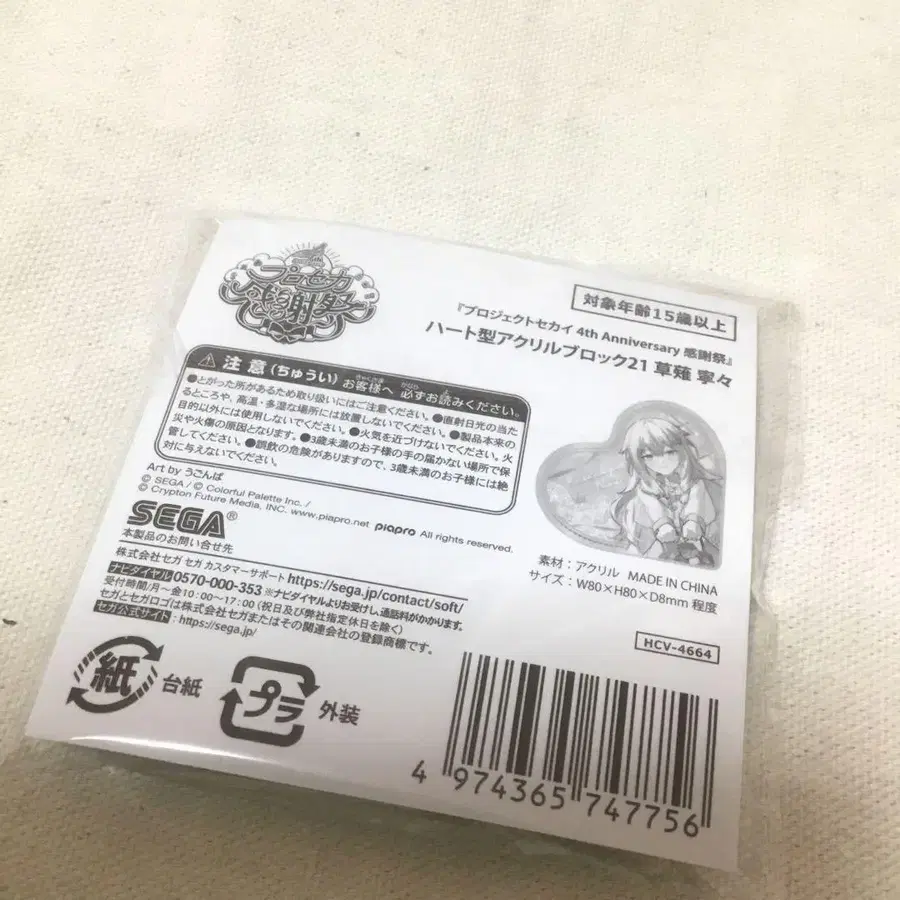 プロセカ
感謝祭
対象年齢15歳以上
『プロジェクトセカイ 4th Anniversary 感謝祭』
ハート型アクリルブロック21 草薙 寧々
注意(ちゅうい) お客様へ 必ずお読みください。
きゃくさま かなら よ
●とがった所があるため取り扱いにはご注意ください。●直射日光の当た
るところや、高温・多湿な場所には放置しないでください。●製品本来の
目的以外には使用しないでください。●火気を近づけないでください。火
災や火傷の原因となります。●3歳未満のお子様の手の届かない場所で保
管してください。●誤飲の危険がありますので、3歳未満のお子様には絶
対に与えないでください。
Art by うごんば
© SEGA / © Colorful Palette Inc. /
© Crypton Future Media, INC. www.piapro.net piapro All rights reserved.
SEGA®
本製品のお問い合せ先
株式会社セガ セガ カスタマーサポート https://sega.jp/contact/soft/
ナビダイヤル 0570-000-353 ※ナビダイヤルよりお受けし、通話料がかかります。
受付時間/月～金10:00～17:00(祝日及び弊社指定休日を除く)
セガとセガロゴは株式会社セガまたはその関連会社の登録商標です。
セガ公式サイト : https://sega.jp/
素材:アクリル MADE IN CHINA
サイズ:W80×H80×D8mm 程度
HCV-4664
紙 台紙
プラ 外装
4 974365 747756